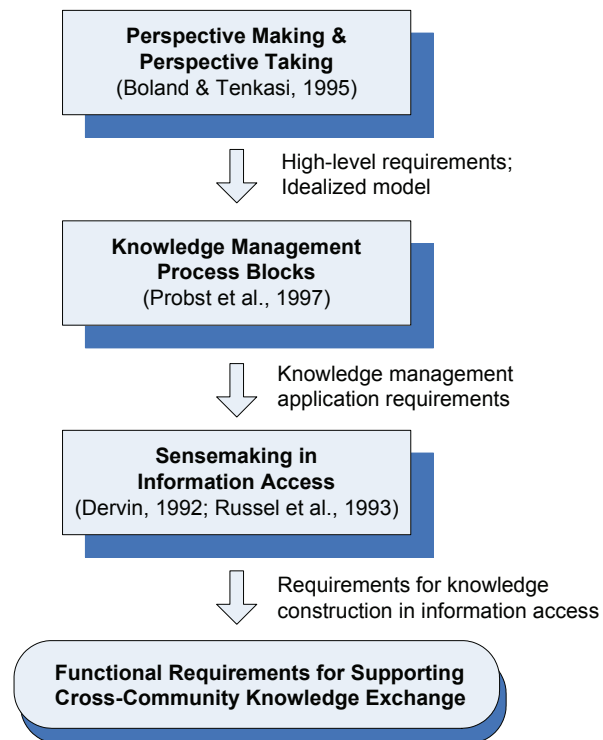 Perspective Making &
Perspective Taking
(Boland & Tenkasi, 1995)
High-level requirements;
Idealized model
Knowledge Management
Process Blocks
(Probst et al., 1997)
Knowledge management
application requirements
Sensemaking in
Information Access
(Dervin, 1992; Russel et al., 1993)
Requirements for knowledge
construction in information access
Functional Requirements for Supporting
Cross-Community Knowledge Exchange